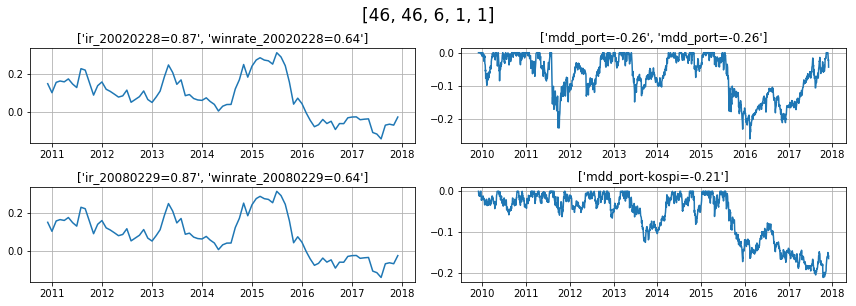 [46, 46, 6, 1, 1]
['ir_20020228=0.87', 'winrate_20020228=0.64']
0.2
0.0
2011 2012 2013 2014 2015 2016 2017 2018
['mdd_port=-0.26', 'mdd_port=-0.26']
0.0
−0.1
−0.2
2010 2011 2012 2013 2014 2015 2016 2017 2018
['ir_20080229=0.87', 'winrate_20080229=0.64']
0.2
0.0
2011 2012 2013 2014 2015 2016 2017 2018
['mdd_port-kospi=-0.21']
0.0
−0.1
−0.2
2010 2011 2012 2013 2014 2015 2016 2017 2018